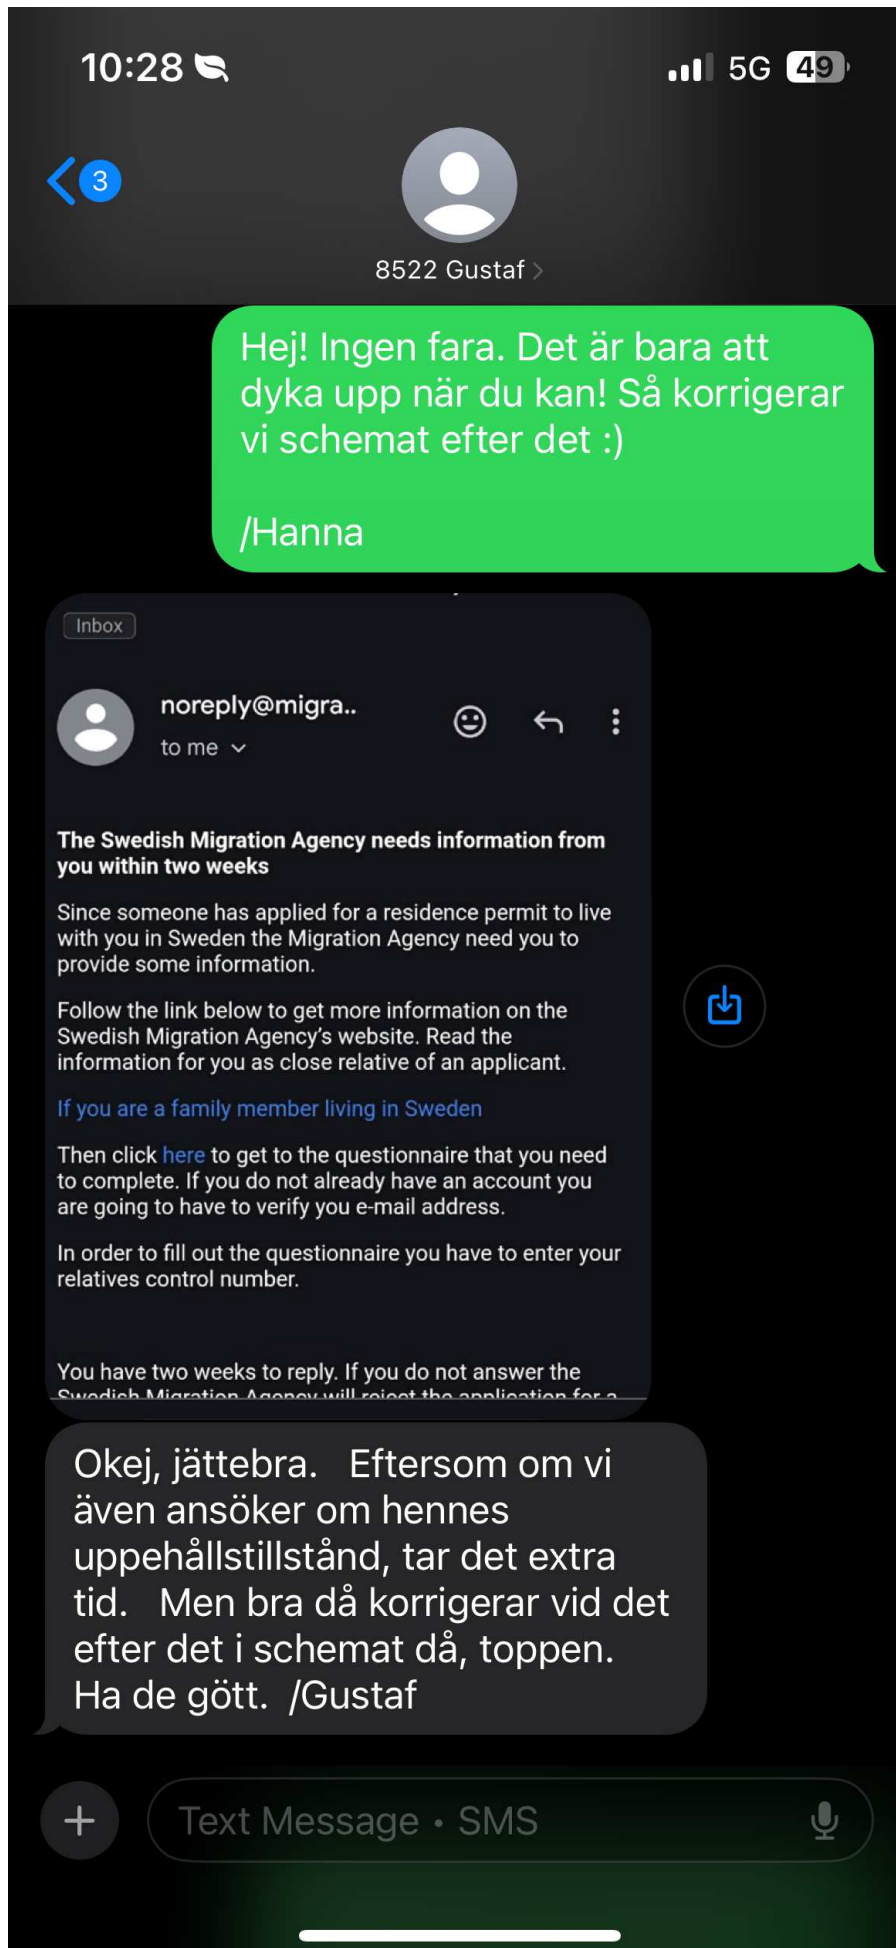 10:28
5G 49
3
8522 Gustaf
Hej! Ingen fara. Det är bara att
dyka upp när du kan! Så korrigerar
vi schemat efter det :)
/Hanna
Inbox
noreply@migra..
to me
The Swedish Migration Agency needs information from
you within two weeks
Since someone has applied for a residence permit to live
with you in Sweden the Migration Agency need you to
provide some information.
Follow the link below to get more information on the
Swedish Migration Agency's website. Read the
information for you as close relative of an applicant.
If you are a family member living in Sweden
Then click here to get to the questionnaire that you need
to complete. If you do not already have an account you
are going to have to verify you e-mail address.
In order to fill out the questionnaire you have to enter your
relatives control number.
You have two weeks to reply. If you do not answer the
Swedish Migration Agency will reject the application for a
Okej, jättebra. Eftersom om vi
även ansöker om hennes
uppehållstillstånd, tar det extra
tid. Men bra då korrigerar vid det
efter det i schemat då, toppen.
Ha de gött. /Gustaf
Text Message • SMS